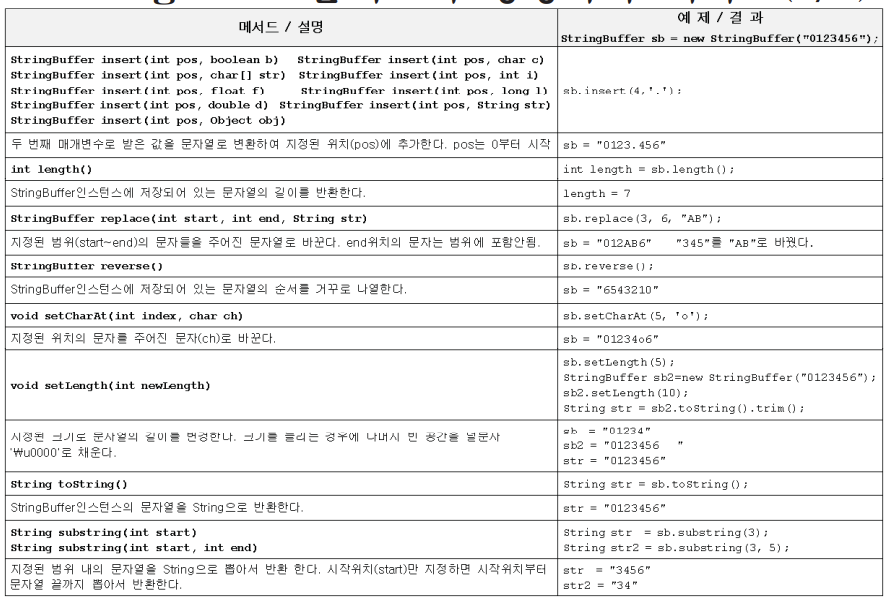 메서드 / 설명
예 제 / 결 과
StringBuffer sb = new StringBuffer("0123456");
StringBuffer insert(int pos, boolean b) StringBuffer insert(int pos, char c)
StringBuffer insert(int pos, char[] str) StringBuffer insert(int pos, int i)
StringBuffer insert(int pos, float f) StringBuffer insert(int pos, long l)
StringBuffer insert(int pos, double d) StringBuffer insert(int pos, String str)
StringBuffer insert(int pos, Object obj)
sb.insert(4,'.');
두 번째 매개변수로 받은 값을 문자열로 변환하여 지정된 위치(pos)에 추가한다. pos는 0부터 시작
sb = "0123.456"
int length()
int length = sb.length();
StringBuffer인스턴스에 저장되어 있는 문자열의 길이를 반환한다.
length = 7
StringBuffer replace(int start, int end, String str)
sb.replace(3, 6, "AB");
지정된 범위(start~end)의 문자들을 주어진 문자열로 바꾼다. end위치의 문자는 범위에 포함안됨.
sb = "012AB6" "345"를 "AB"로 바꿨다.
StringBuffer reverse()
sb.reverse();
StringBuffer인스턴스에 저장되어 있는 문자열의 순서를 거꾸로 나열한다.
sb = "6543210"
void setCharAt(int index, char ch)
sb.setCharAt(5, 'o');
지정된 위치의 문자를 주어진 문자(ch)로 바꾼다.
sb = "01234o6"
void setLength(int newLength)
sb.setLength(5);
StringBuffer sb2=new StringBuffer("0123456");
sb2.setLength(10);
String str = sb2.toString().trim();
지정된 크기로 문자열의 길이를 변경한다. 크기를 늘리는 경우에 나머지 빈 공간을 널문자
'₩u0000'로 채운다.
sb = "01234"
sb2 = "0123456 "
str = "0123456"
String toString()
String str = sb.toString();
StringBuffer인스턴스의 문자열을 String으로 반환한다.
str = "0123456"
String substring(int start)
String substring(int start, int end)
String str = sb.substring(3);
String str2 = sb.substring(3, 5);
지정된 범위 내의 문자열을 String으로 뽑아서 반환 한다. 시작위치(start)만 지정하면 시작위치부터
문자열 끝까지 뽑아서 반환한다.
str = "3456"
str2 = "34"